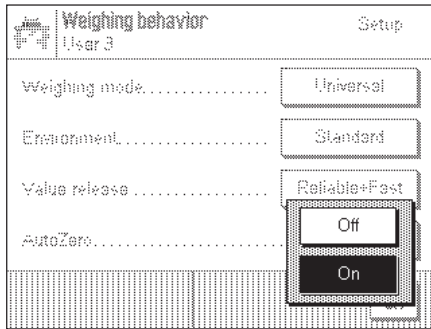 Weighing behavior Setup
User 3
Weighing mode................ Universal
Environment.................. Standard
Value release................ Reliable+Fast
AutoZero.....................
Off
On